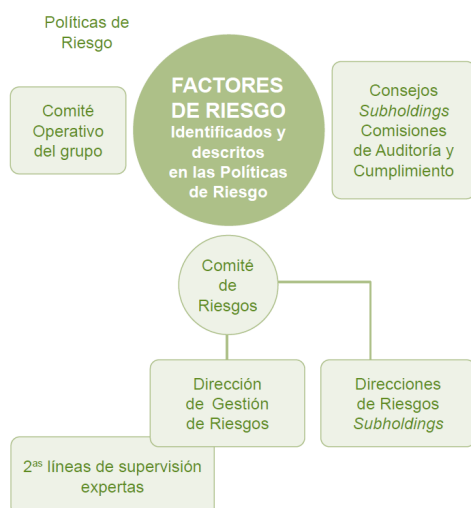 Políticas de
Riesgo
FACTORES
DE RIESGO
Identificados y
descritos
en las Políticas
de Riesgo
Comité
Operativo
del grupo
Consejos
Subholdings
Comisiones
de Auditoría y
Cumplimiento
Comité
de
Riesgos
Dirección
de Gestión
de Riesgos
Direcciones
de Riesgos
Subholdings
2as líneas de supervisión
expertas